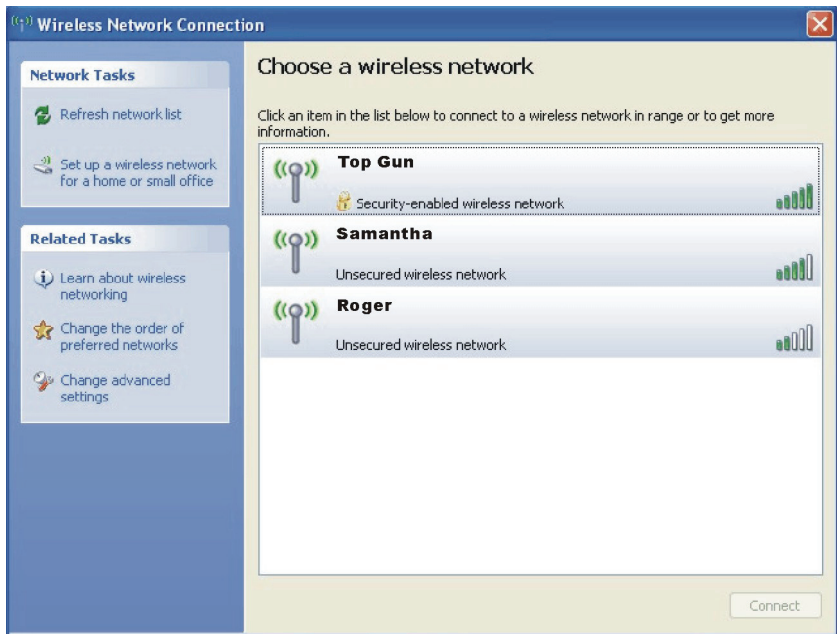 Wireless Network Connection
Network Tasks
Refresh network list
Set up a wireless network
for a home or small office
Related Tasks
Learn about wireless
networking
Change the order of
preferred networks
Change advanced
settings
Choose a wireless network
Click an item in the list below to connect to a wireless network in range or to get more
information.
Top Gun
Security-enabled wireless network
Samantha
Unsecured wireless network
Roger
Unsecured wireless network
Connect